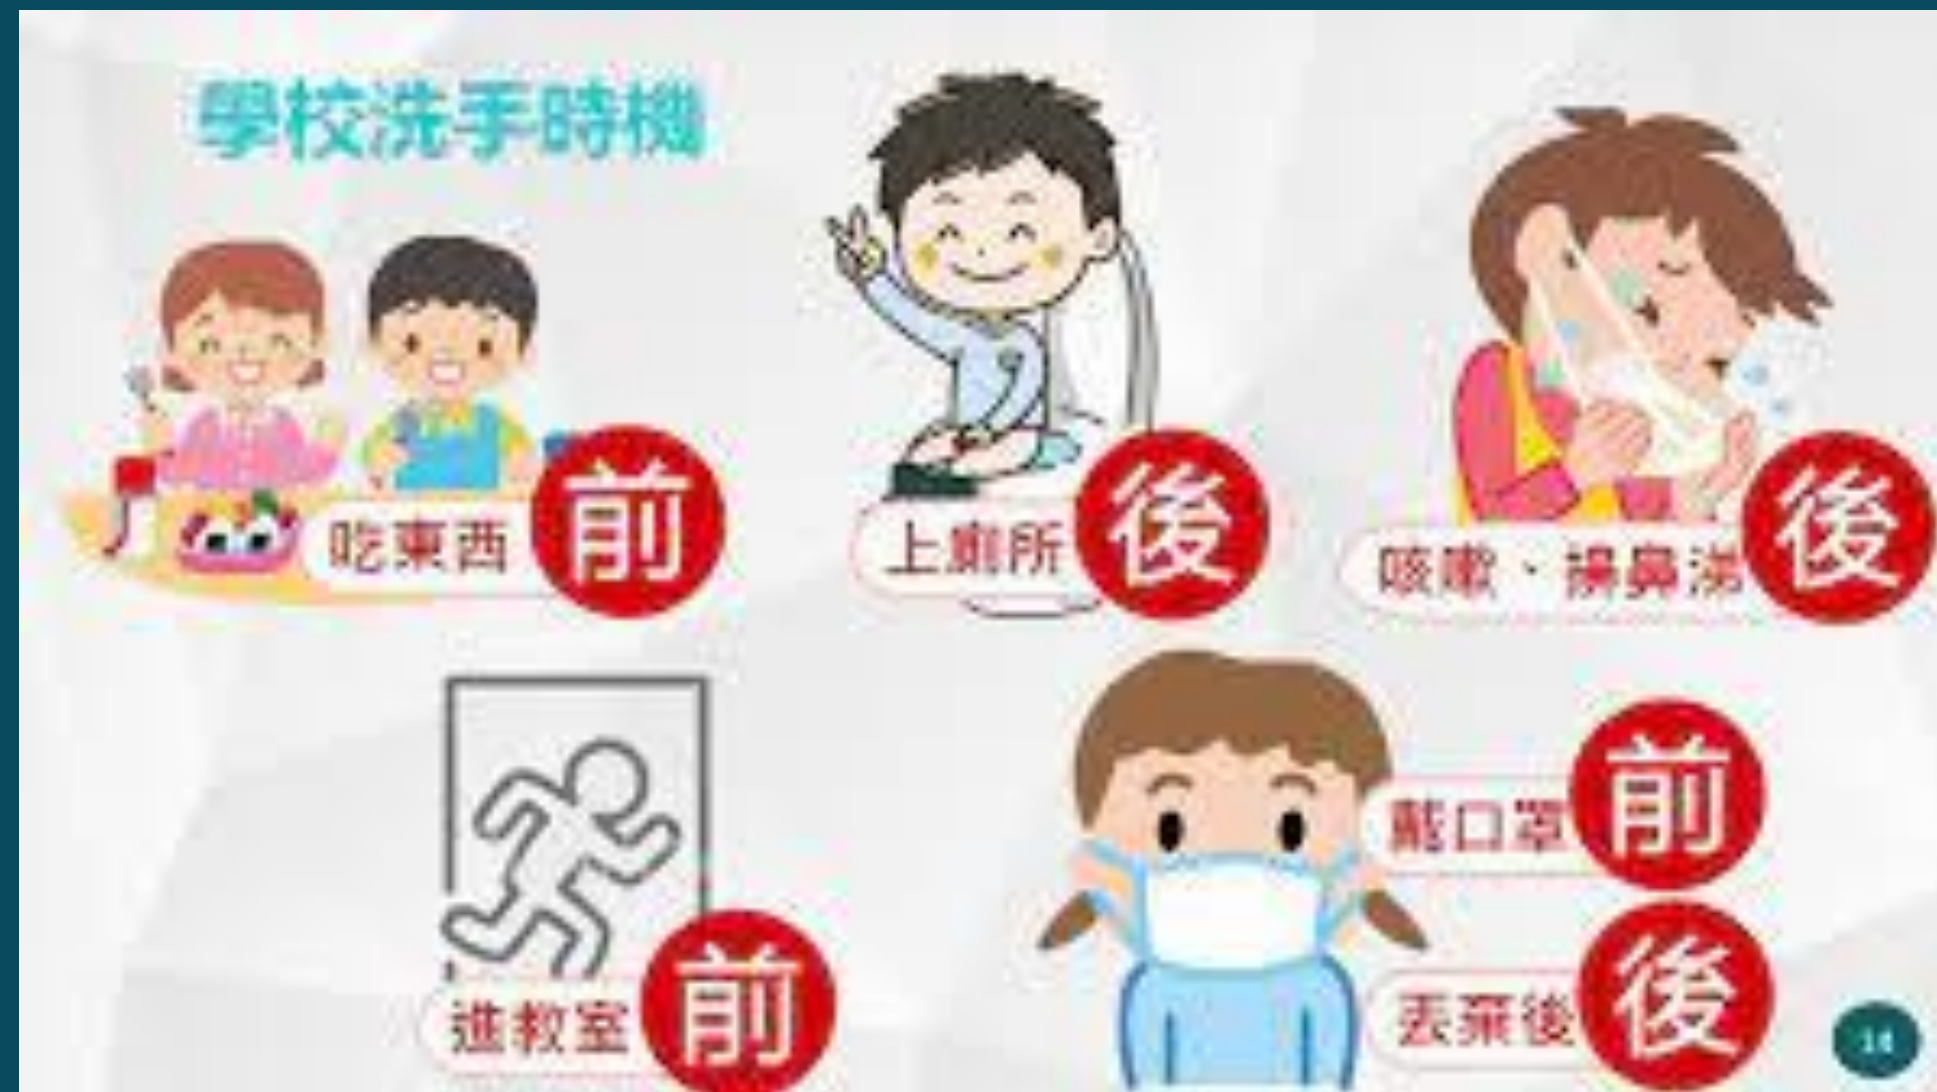 學校洗手時機
吃東西前
上廁所後
咳嗽、擤鼻涕後
進教室前
戴口罩前
丟棄後後